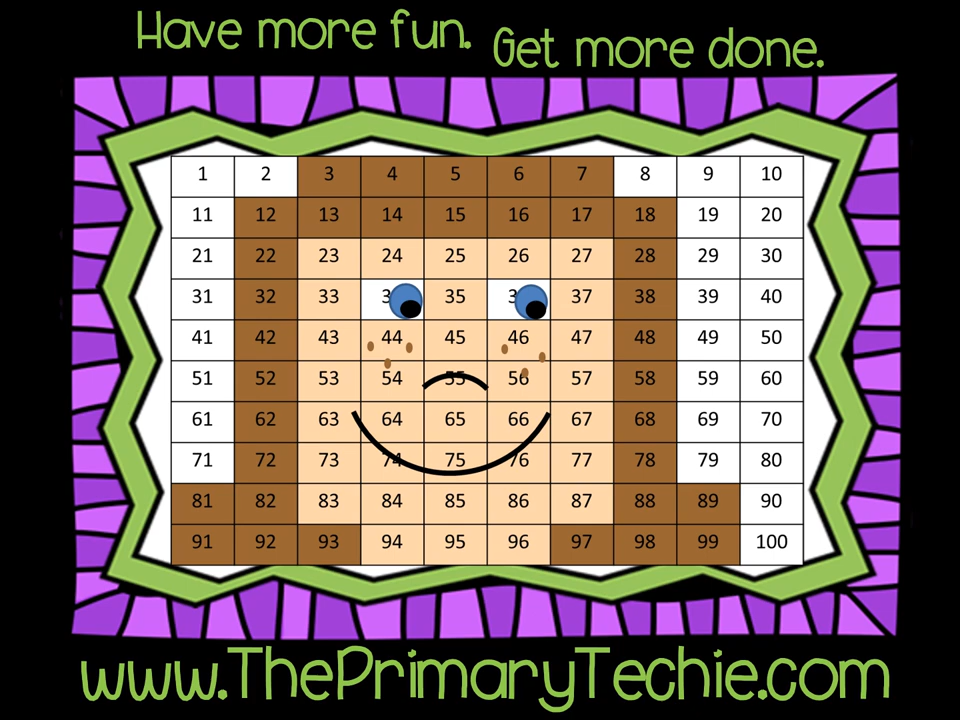 Have more fun. Get more done.
1 2 3 4 5 6 7 8 9 10
11 12 13 14 15 16 17 18 19 20
21 22 23 24 25 26 27 28 29 30
31 32 33 3 35 3 37 38 39 40
41 42 43 44 45 46 47 48 49 50
51 52 53 54 55 56 57 58 59 60
61 62 63 64 65 66 67 68 69 70
71 72 73 74 75 76 77 78 79 80
81 82 83 84 85 86 87 88 89 90
91 92 93 94 95 96 97 98 99 100
www.ThePrimaryTechie.com